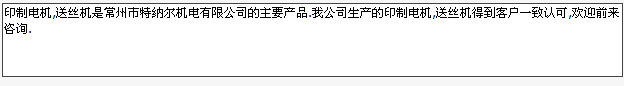 印制电机,送丝机是常州市特纳尔机电有限公司的主要产品.我公司生产的印制电机,送丝机得到客户一致认可,欢迎前来
咨询.